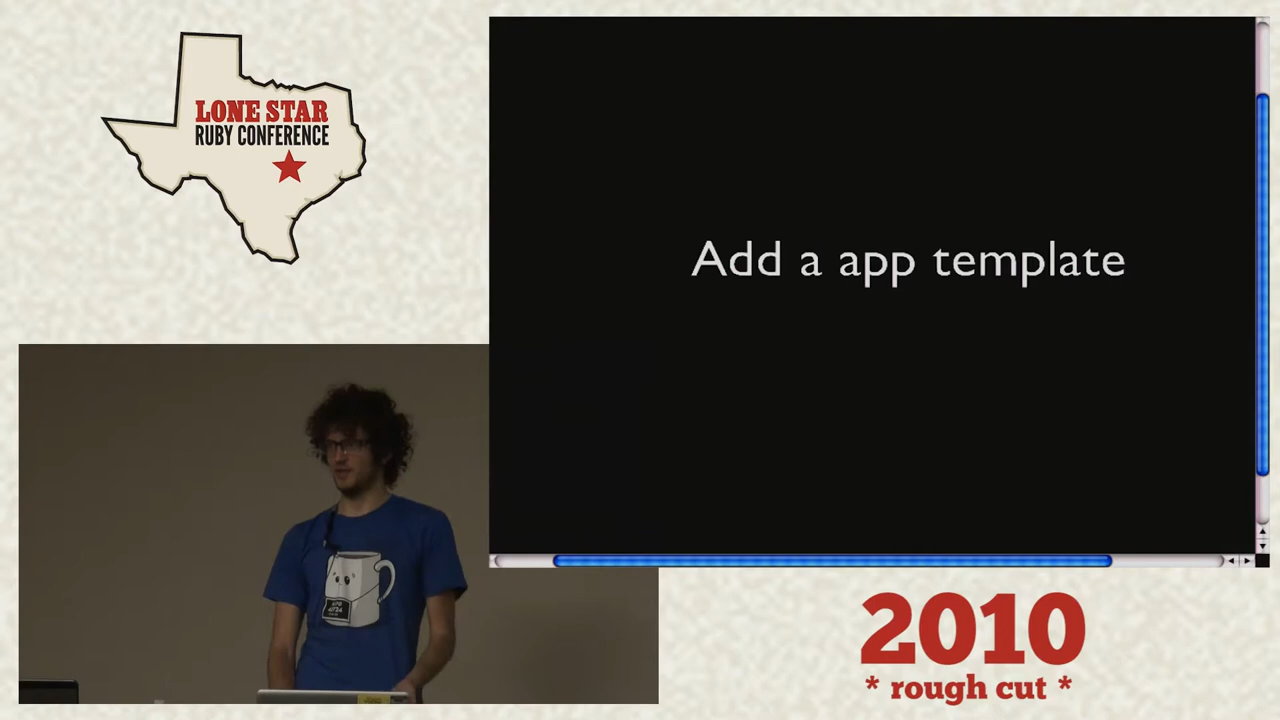 LONE STAR
RUBY CONFERENCE
Add a app template
2010
* rough cut *